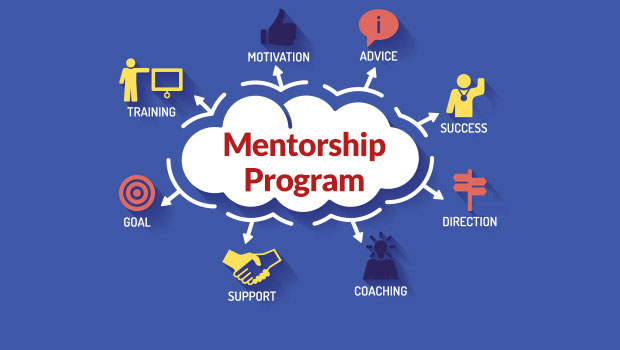 MOTIVATION
ADVICE
TRAINING
SUCCESS
Mentorship
Program
GOAL
DIRECTION
SUPPORT
COACHING